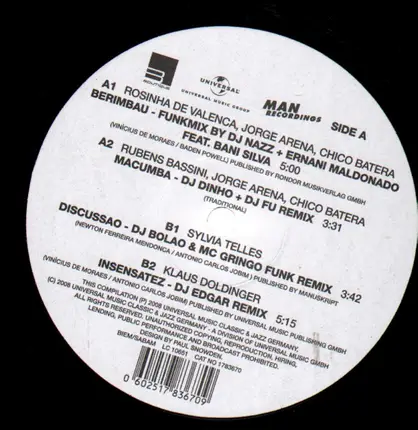 B
BOUTIQUE
UNIVERSAL
UNIVERSAL MUSIC GROUP
MAN
RECORDINGS
SIDE A
A1 ROSINHA DE VALENCA, JORGE ARENA, CHICO BATERA
BERIMBAU - FUNKMIX BY DJ NAZZ + ERNANI MALDONADO
FEAT. BANI SILVA 5:00
(VINÍCIUS DE MORAES / BADEN POWELL) PUBLISHED BY RONDOR MUSIKVERLAG GMBH
A2 RUBENS BASSINI, JORGE ARENA, CHICO BATERA
MACUMBA - DJ DINHO + DJ FU REMIX 3:31
(TRADITIONAL)
B1 SYLVIA TELLES
DISCUSSAO - DJ BOLAO & MC GRINGO FUNK REMIX 3:42
(NEWTON FERREIRA MENDONCA / ANTONIO CARLOS JOBIM) PUBLISHED BY MANUSKRIPT
B2 KLAUS DOLDINGER
INSENSATEZ - DJ EDGAR REMIX 5:15
(VINÍCIUS DE MORAES / ANTONIO CARLOS JOBIM) PUBLISHED BY UNIVERSAL MUSIC PUBLISHING GMBH
THIS COMPILATION (P) 2008 UNIVERSAL MUSIC CLASSIC & JAZZ GERMANY
(C) 2008 UNIVERSAL MUSIC CLASSIC & JAZZ GERMANY, A DIVISION OF UNIVERSAL MUSIC GMBH.
ALL RIGHTS RESERVED. UNAUTHORIZED COPYING, REPRODUCTION, HIRING,
LENDING, PUBLIC PERFORMANCE AND BROADCAST PROHIBITED.
DESIGN BY PAUL SNOWDEN.
BIEM/SABAM LC 10651 CAT NO 1783670
0 602517 836709